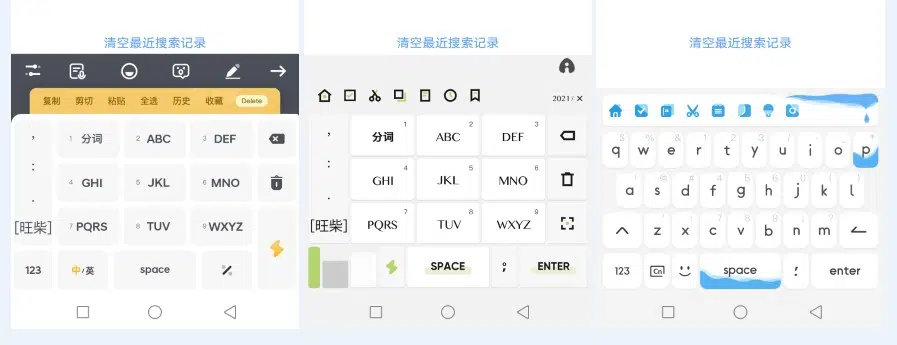 清空最近搜索记录
复制 剪切 粘贴 全选 历史 收藏 Delete
, 1 分词 2 ABC 3 DEF
: 4 GHI 5 JKL 6 MNO
.
[旺柴] 7 PQRS 8 TUV 9 WXYZ
123 中/英 space
清空最近搜索记录
2021 / ×
, 分词 1 ABC 2 DEF 3
: GHI 4 JKL 5 MNO 6
.
[旺柴] PQRS 7 TUV 8 WXYZ 9
SPACE ; ENTER
清空最近搜索记录
q w e r t y u i o p
a s d f g h j k l
z x c v b n m
123 Cn space ! enter